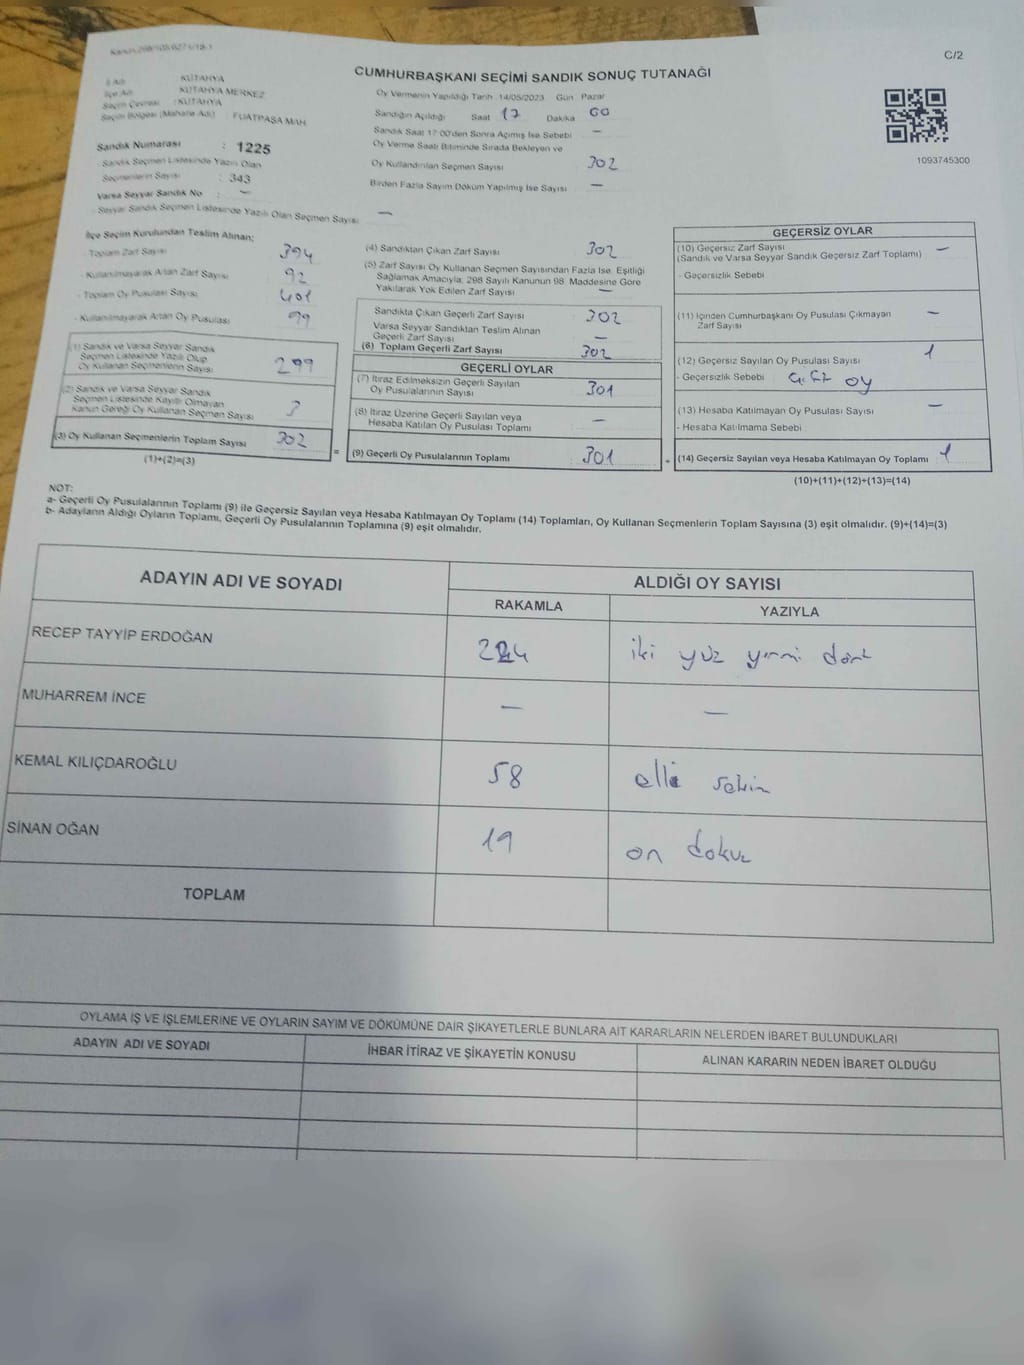 Kanun:298/105/6271/19-1
C/2
CUMHURBAŞKANI SEÇİMİ SANDIK SONUÇ TUTANAĞI
İl Adı : KÜTAHYA
İlçe Adı : KÜTAHYA MERKEZ
Seçim Çevresi : KÜTAHYA
Seçim Bölgesi (Mahalle Adı) : FUATPAŞA MAH
Sandık Numarası : 1225
- Sandık Seçmen Listesinde Yazılı Olan
Seçmenlerin Sayısı : 343
Varsa Seyyar Sandık No : -
- Seyyar Sandık Seçmen Listesinde Yazılı Olan Seçmen Sayısı -
Oy Vermenin Yapıldığı Tarih :14/05/2023 Gün : Pazar
Sandığın Açıldığı Saat 17 Dakika 00
Sandık Saat 17:00'den Sonra Açılmış İse Sebebi -
Oy Verme Saati Bitiminde Sırada Bekleyen ve
Oy Kullandırılan Seçmen Sayısı 302
Birden Fazla Sayım Döküm Yapılmış İse Sayısı -
1093745300
İlçe Seçim Kurulundan Teslim Alınan;
- Toplam Zarf Sayısı 394
- Kullanılmayarak Artan Zarf Sayısı 92
- Toplam Oy Pusulası Sayısı 401
- Kullanılmayarak Artan Oy Pusulası 99
(1) Sandık ve Varsa Seyyar Sandık
Seçmen Listesinde Yazılı Olup
Oy Kullanan Seçmenlerin Sayısı 299
(2) Sandık ve Varsa Seyyar Sandık
Seçmen Listesinde Kayıtlı Olmayan
Kanun Gereği Oy Kullanan Seçmen Sayısı 3
(3) Oy Kullanan Seçmenlerin Toplam Sayısı 302
(1)+(2)=(3)
=
(4) Sandıktan Çıkan Zarf Sayısı 302
(5) Zarf Sayısı Oy Kullanan Seçmen Sayısından Fazla İse, Eşitliği
Sağlamak Amacıyla, 298 Sayılı Kanunun 98. Maddesine Göre
Yakılarak Yok Edilen Zarf Sayısı -
Sandıkta Çıkan Geçerli Zarf Sayısı 302
Varsa Seyyar Sandıktan Teslim Alınan
Geçerli Zarf Sayısı -
(6) Toplam Geçerli Zarf Sayısı 302
GEÇERLİ OYLAR
(7) İtiraz Edilmeksizin Geçerli Sayılan
Oy Pusulalarının Sayısı 301
(8) İtiraz Üzerine Geçerli Sayılan veya
Hesaba Katılan Oy Pusulası Toplamı -
(9) Geçerli Oy Pusulalarının Toplamı 301
+
GEÇERSİZ OYLAR
(10) Geçersiz Zarf Sayısı -
(Sandık ve Varsa Seyyar Sandık Geçersiz Zarf Toplamı)
- Geçersizlik Sebebi
(11) İçinden Cumhurbaşkanı Oy Pusulası Çıkmayan -
Zarf Sayısı
(12) Geçersiz Sayılan Oy Pusulası Sayısı 1
- Geçersizlik Sebebi oy
(13) Hesaba Katılmayan Oy Pusulası Sayısı -
- Hesaba Katılmama Sebebi
(14) Geçersiz Sayılan veya Hesaba Katılmayan Oy Toplamı 1
(10)+(11)+(12)+(13)=(14)
NOT:
a- Geçerli Oy Pusulalarının Toplamı (9) ile Geçersiz Sayılan veya Hesaba Katılmayan Oy Toplamı (14) Toplamları, Oy Kullanan Seçmenlerin Toplam Sayısına (3) eşit olmalıdır. (9)+(14)=(3)
b- Adayların Aldığı Oyların Toplamı, Geçerli Oy Pusulalarının Toplamına (9) eşit olmalıdır.
ADAYIN ADI VE SOYADI ALDIĞI OY SAYISI
RAKAMLA YAZIYLA
RECEP TAYYİP ERDOĞAN 224 iki yüz yirmi dört
MUHARREM İNCE - -
KEMAL KILIÇDAROĞLU 58 elli sekiz
SİNAN OĞAN 19 on dokuz
TOPLAM
OYLAMA İŞ VE İŞLEMLERİNE VE OYLARIN SAYIM VE DÖKÜMÜNE DAİR ŞİKAYETLERLE BUNLARA AİT KARARLARIN NELERDEN İBARET BULUNDUKLARI
ADAYIN ADI VE SOYADI İHBAR İTİRAZ VE ŞİKAYETİN KONUSU ALINAN KARARIN NEDEN İBARET OLDUĞU